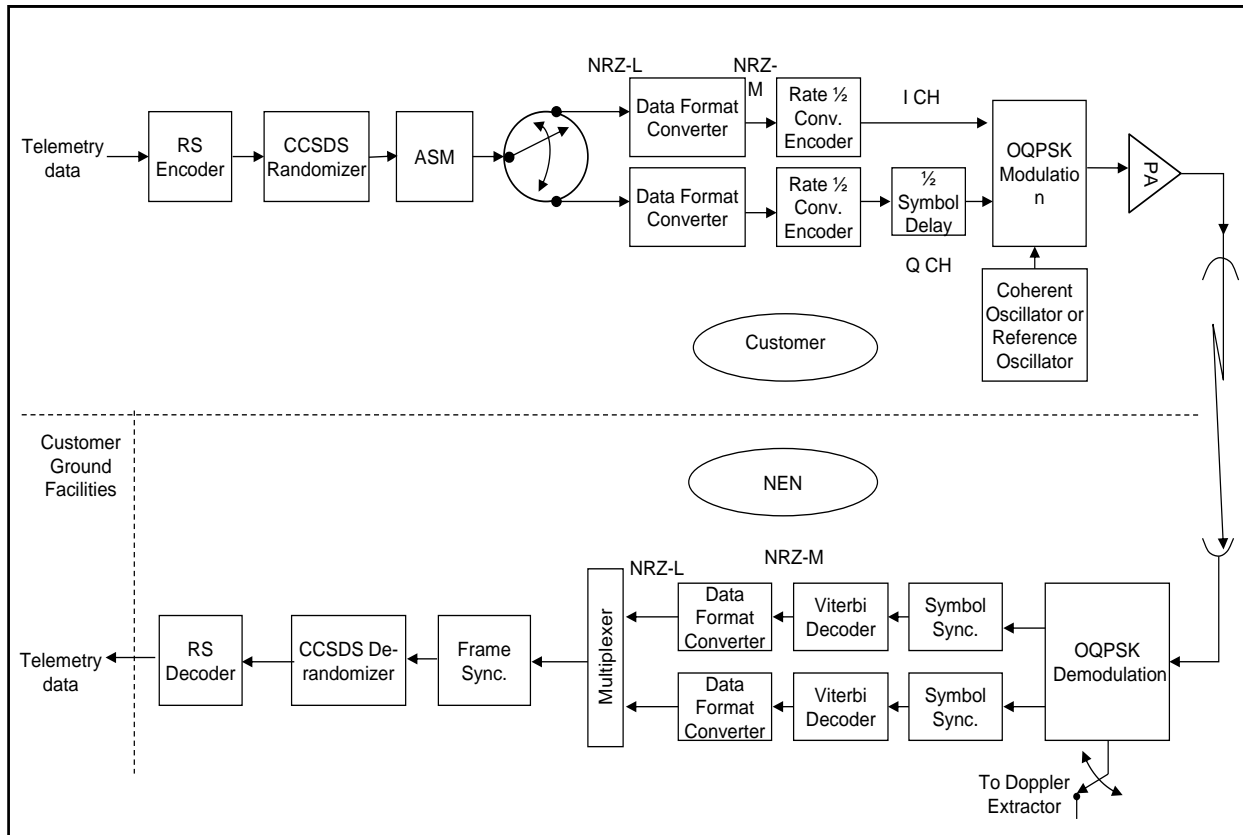 NRZ-L
NRZ-
M
Telemetry
data
RS
Encoder
CCSDS
Randomizer
ASM
Data Format
Converter
Rate ½
Conv.
Encoder
I CH
OQPSK
Modulatio
n
PA
Data Format
Converter
Rate ½
Conv.
Encoder
½
Symbol
Delay
Q CH
Coherent
Oscillator or
Reference
Oscillator
Customer
Customer
Ground
Facilities
NEN
NRZ-L
NRZ-M
Telemetry
data
RS
Decoder
CCSDS De-
randomizer
Frame
Sync.
Multiplexer
Data
Format
Converter
Viterbi
Decoder
Symbol
Sync.
OQPSK
Demodulation
Data
Format
Converter
Viterbi
Decoder
Symbol
Sync.
To Doppler
Extractor